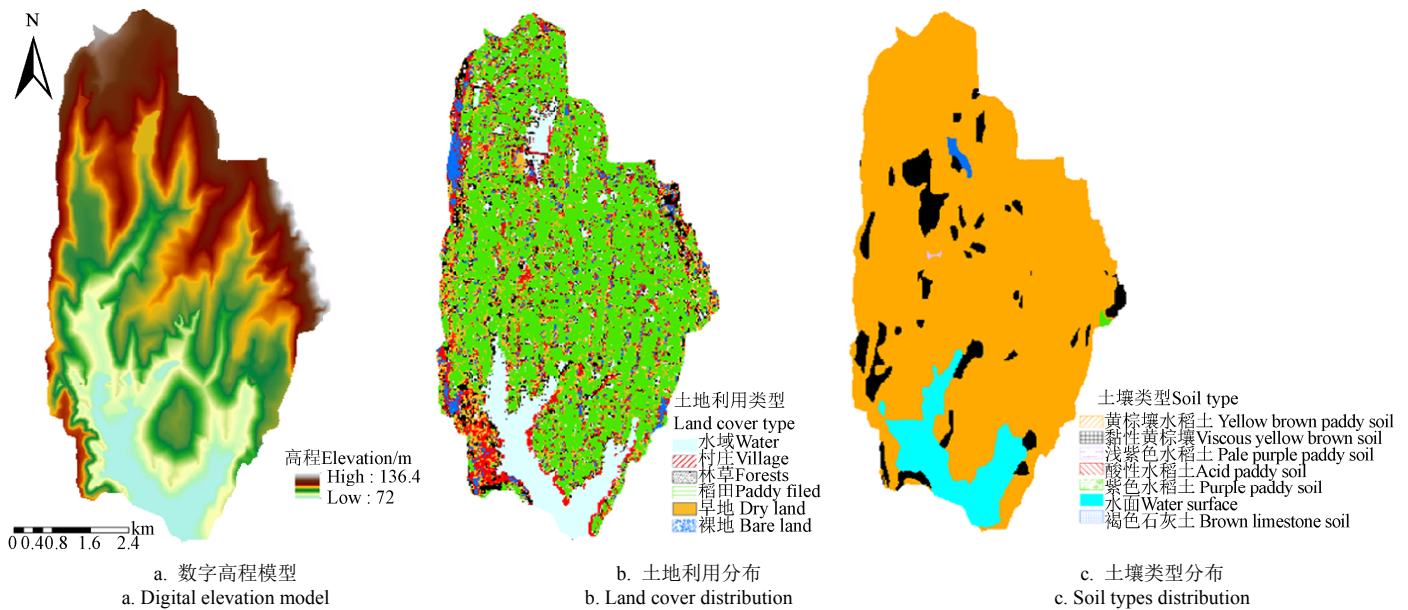 N
高程Elevation/m
High : 136.4
Low : 72
km
0 0.40.8 1.6 2.4
a. 数字高程模型
a. Digital elevation model
土地利用类型
Land cover type
水域Water
村庄Village
林草Forests
稻田Paddy filed
旱地 Dry land
裸地 Bare land
b. 土地利用分布
b. Land cover distribution
土壤类型Soil type
黄棕壤水稻土 Yellow brown paddy soil
黏性黄棕壤Viscous yellow brown soil
浅紫色水稻土 Pale purple paddy soil
酸性水稻土Acid paddy soil
紫色水稻土 Purple paddy soil
水面Water surface
褐色石灰土 Brown limestone soil
c. 土壤类型分布
c. Soil types distribution